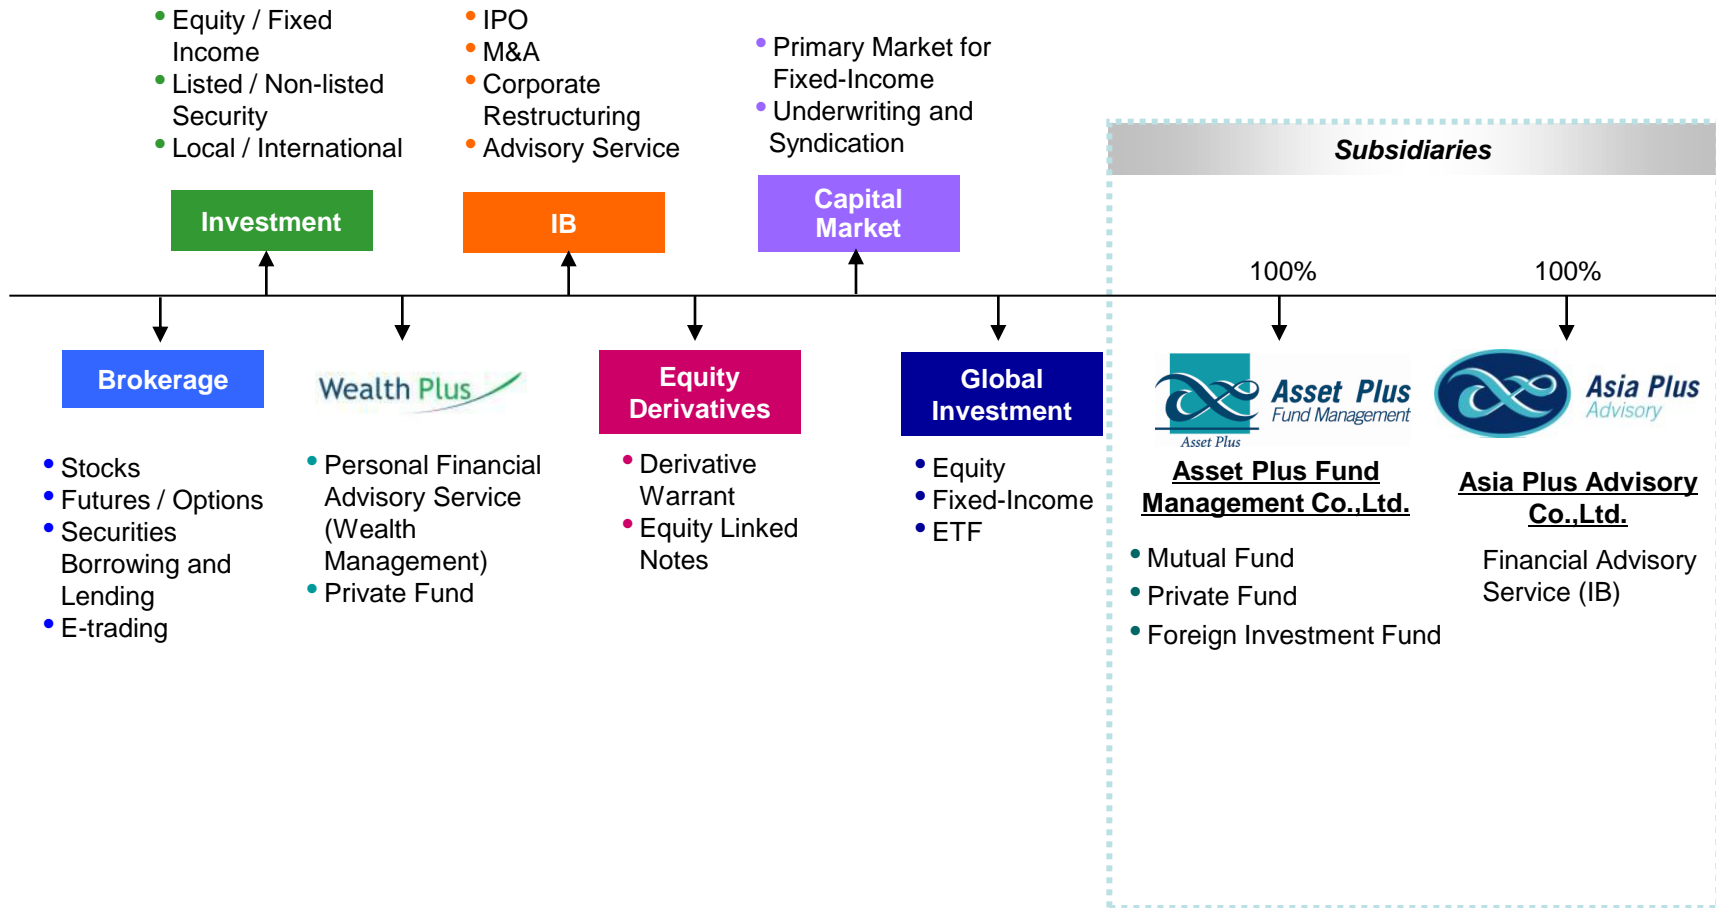 • Equity / Fixed
Income
• Listed / Non-listed
Security
• Local / International
Investment
• IPO
• M&A
• Corporate
Restructuring
• Advisory Service
IB
• Primary Market for
Fixed-Income
• Underwriting and
Syndication
Capital
Market
Subsidiaries
100%
100%
Brokerage
• Stocks
• Futures / Options
• Securities
Borrowing and
Lending
• E-trading
Wealth Plus
• Personal Financial
Advisory Service
(Wealth
Management)
• Private Fund
Equity
Derivatives
• Derivative
Warrant
• Equity Linked
Notes
Global
Investment
• Equity
• Fixed-Income
• ETF
Asset Plus
Asset Plus
Fund Management
Asset Plus Fund
Management Co.,Ltd.
• Mutual Fund
• Private Fund
• Foreign Investment Fund
Asia Plus
Advisory
Asia Plus Advisory
Co.,Ltd.
Financial Advisory
Service (IB)